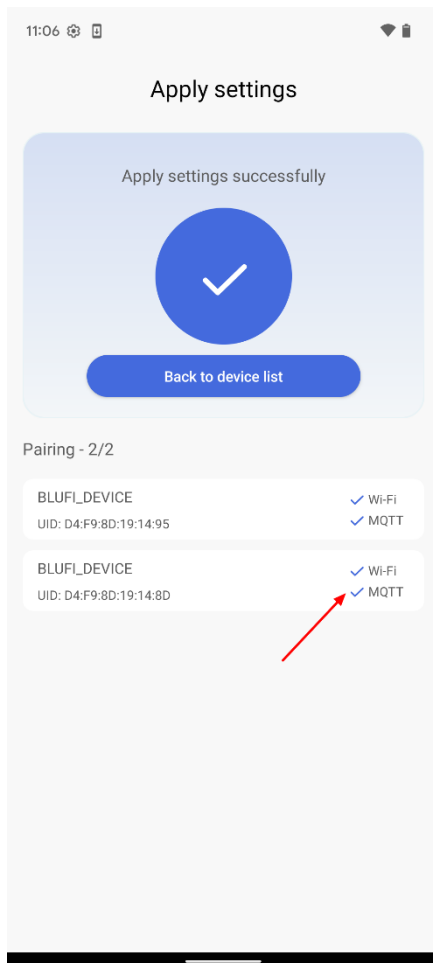 11:06
Apply settings
Apply settings successfully
Back to device list
Pairing - 2/2
BLUFI_DEVICE
UID: D4:F9:8D:19:14:95
Wi-Fi
MQTT
BLUFI_DEVICE
UID: D4:F9:8D:19:14:8D
Wi-Fi
MQTT